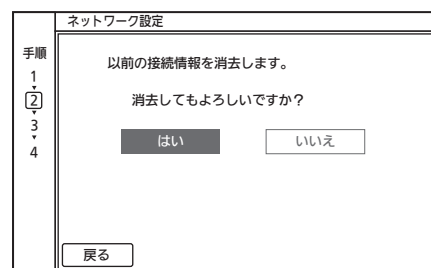 ネットワーク設定
手順
1
2
3
4
以前の接続情報を消去します。
消去してもよろしいですか？
はい
いいえ
戻る